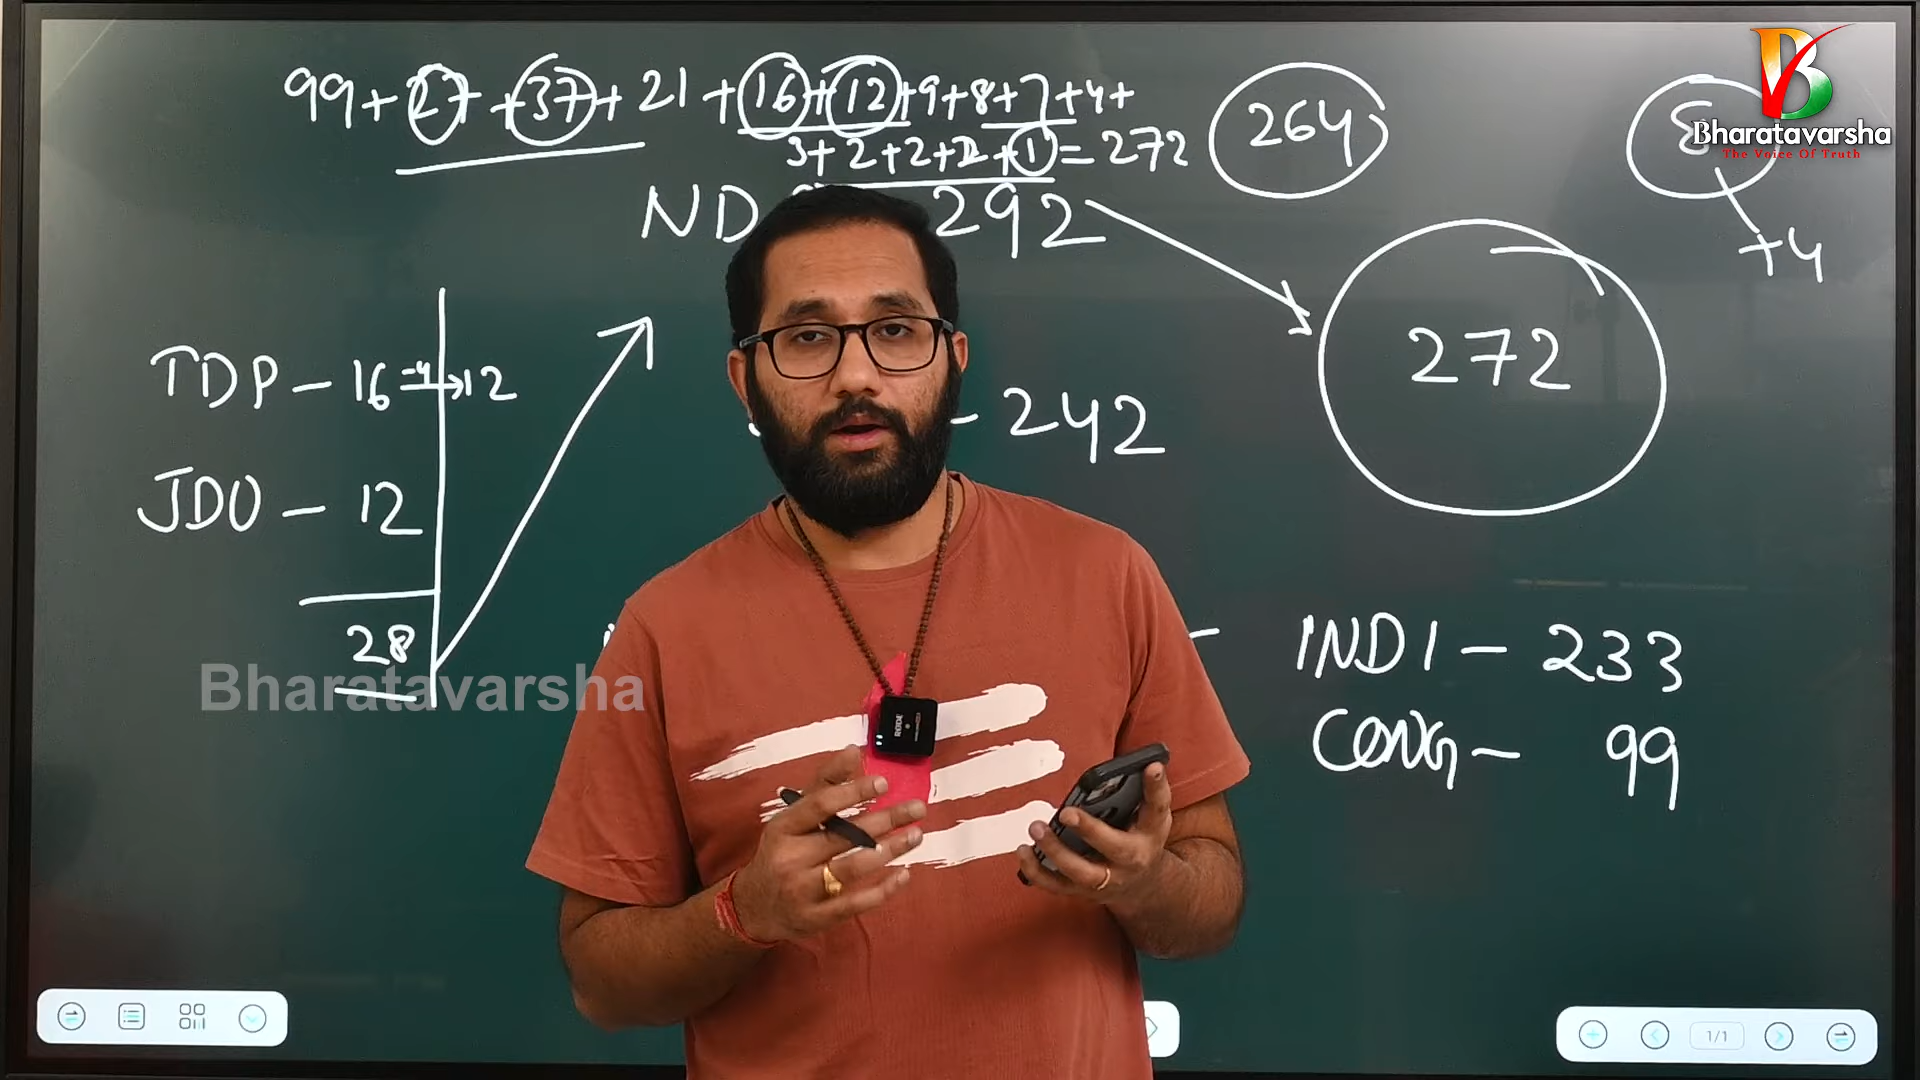 99+27+37+21+16+12+9+8+7+4+
3+2+2+2+1=272
264
Bharatavarsha
The Voice Of Truth
+4
ND
292
272
TDP - 16 -4 → 12
- 242
JDU - 12
28
INDI - 233
CONG - 99
Bharatavarsha
RODE
1/1